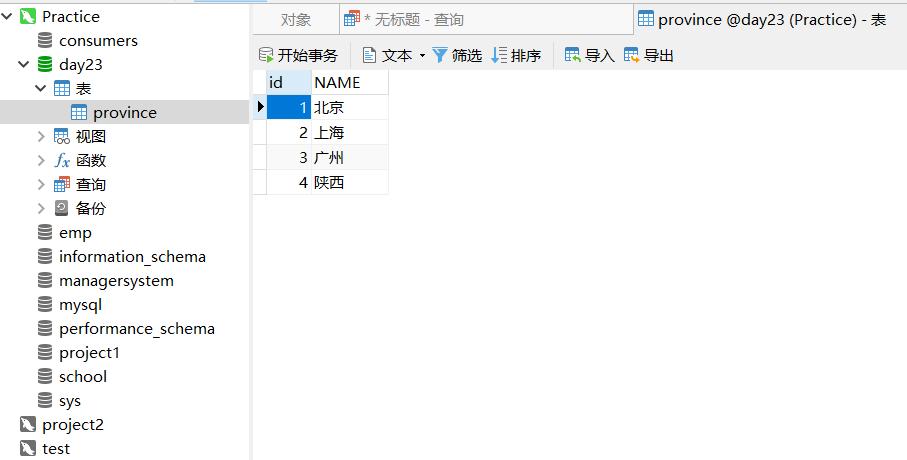 Practice
consumers
day23
表
province
视图
函数
查询
备份
emp
information_schema
managersystem
mysql
performance_schema
project1
school
sys
project2
test
对象 * 无标题 - 查询 province @day23 (Practice) - 表
开始事务 文本 筛选 排序 导入 导出
id NAME
1 北京
2 上海
3 广州
4 陕西